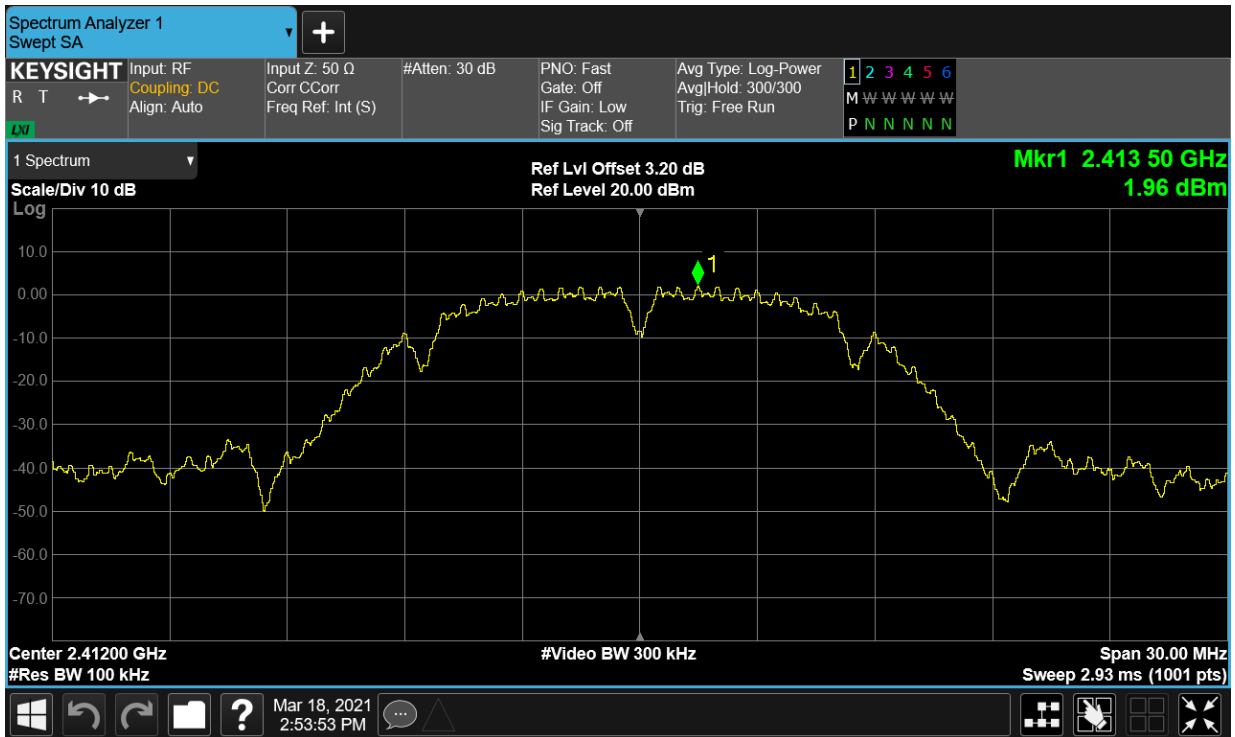 Spectrum Analyzer 1
Swept SA
+
KEYSIGHT
R T
LXI
Input: RF
Coupling: DC
Align: Auto
Input Z: 50 Ω
Corr CCorr
Freq Ref: Int (S)
#Atten: 30 dB
PNO: Fast
Gate: Off
IF Gain: Low
Sig Track: Off
Avg Type: Log-Power
Avg|Hold: 300/300
Trig: Free Run
1 2 3 4 5 6
M W W W W W
P N N N N N N
1 Spectrum
Scale/Div 10 dB
Log
Ref Lvl Offset 3.20 dB
Ref Level 20.00 dBm
Mkr1 2.413 50 GHz
1.96 dBm
10.0
1
0.00
-10.0
-20.0
-30.0
-40.0
-50.0
-60.0
-70.0
Center 2.41200 GHz
#Res BW 100 kHz
#Video BW 300 kHz
Span 30.00 MHz
Sweep 2.93 ms (1001 pts)
?
Mar 18, 2021
2:53:53 PM